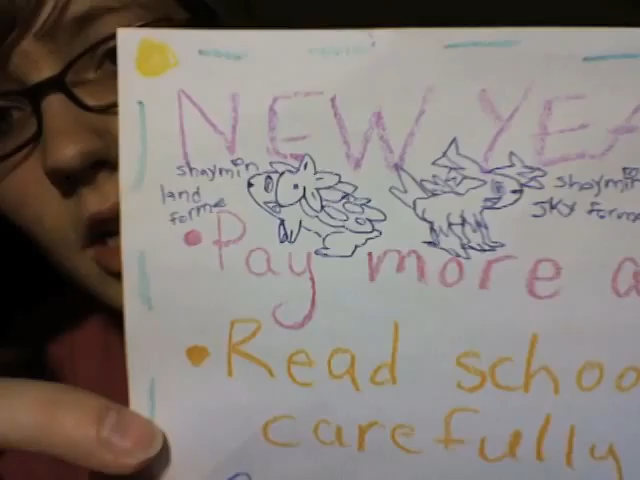 NEW YEA
shaymin land forme
shaymin sky forme
• Pay more a
• Read schoo
carefully